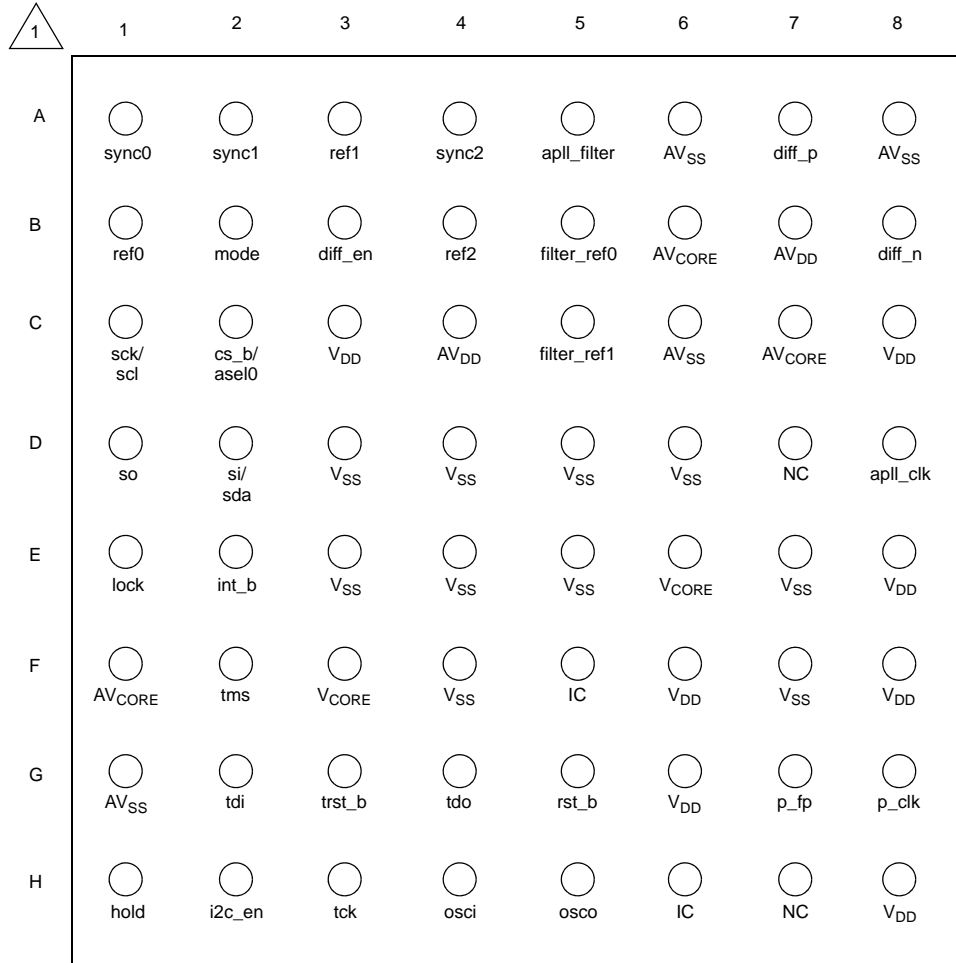 1 1 2 3 4 5 6 7 8
A
sync0 sync1 ref1 sync2 apll_filter AVSS diff_p AVSS
B
ref0 mode diff_en ref2 filter_ref0 AVCORE AVDD diff_n
C
sck/ cs_b/ VDD AVDD filter_ref1 AVSS AVCORE VDD
scl asel0
D
so si/ VSS VSS VSS VSS NC apll_clk
sda
E
lock int_b VSS VSS VSS VCORE VSS VDD
F
AVCORE tms VCORE VSS IC VDD VSS VDD
G
AVSS tdi trst_b tdo rst_b VDD p_fp p_clk
H
hold i2c_en tck osci osco IC NC VDD